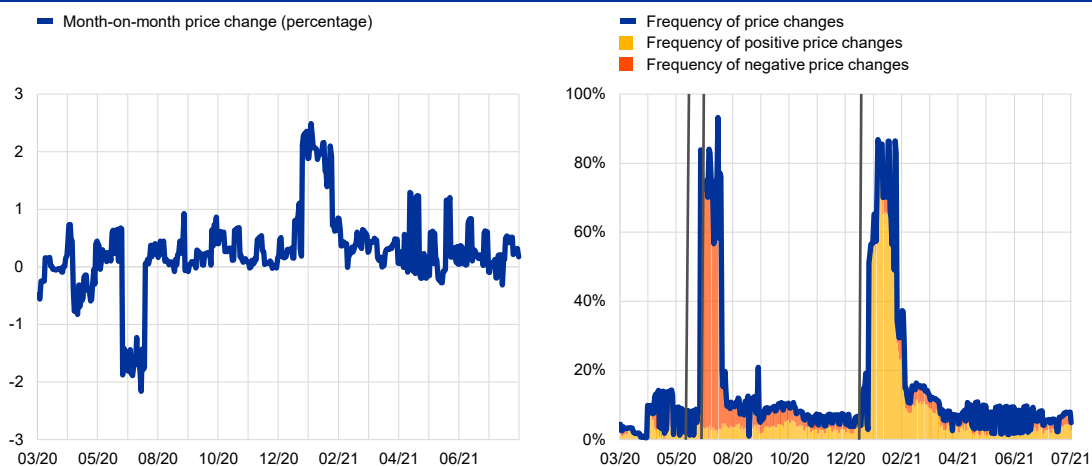 Month-on-month price change (percentage)
3
2
1
0
-1
-2
-3
03/20 05/20 08/20 10/20 12/20 02/21 04/21 06/21
Frequency of price changes
Frequency of positive price changes
Frequency of negative price changes
100%
80%
60%
40%
20%
0%
03/20 05/20 08/20 10/20 12/20 02/21 04/21 06/21 07/21